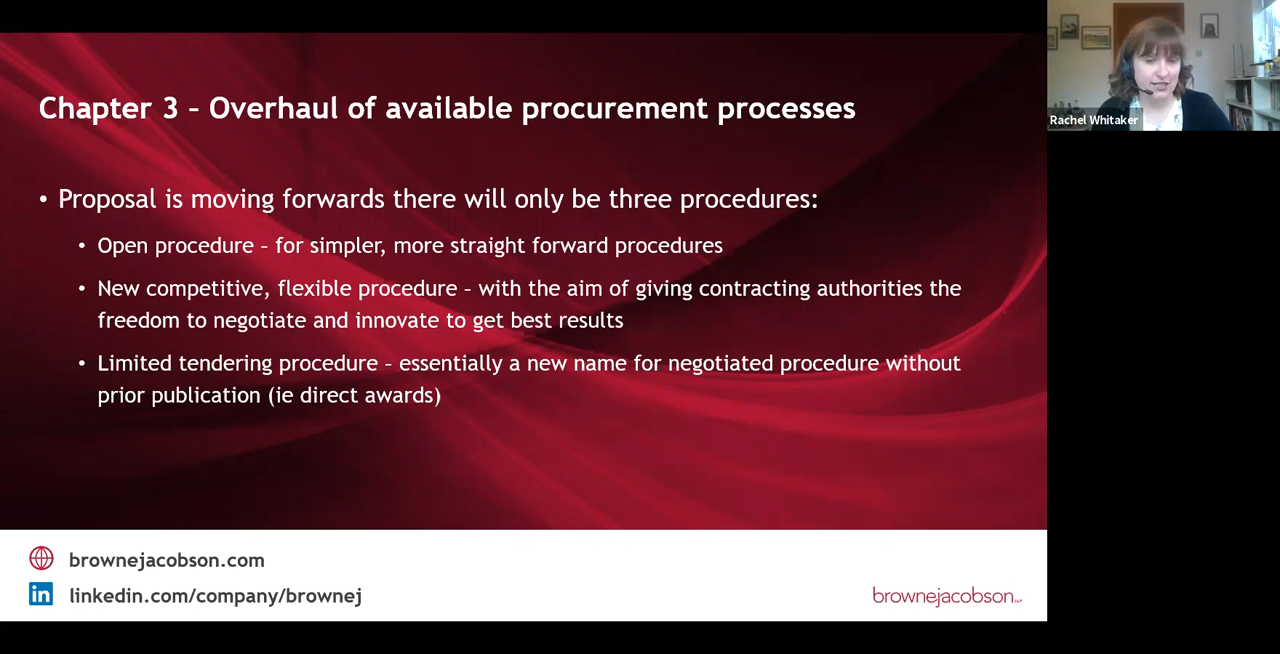 Chapter 3 – Overhaul of available procurement processes
• Proposal is moving forwards there will only be three procedures:
• Open procedure – for simpler, more straight forward procedures
• New competitive, flexible procedure – with the aim of giving contracting authorities the
freedom to negotiate and innovate to get best results
• Limited tendering procedure – essentially a new name for negotiated procedure without
prior publication (ie direct awards)
brownejacobson.com
in
linkedin.com/company/brownej
brownejacobson
Rachel Whitaker